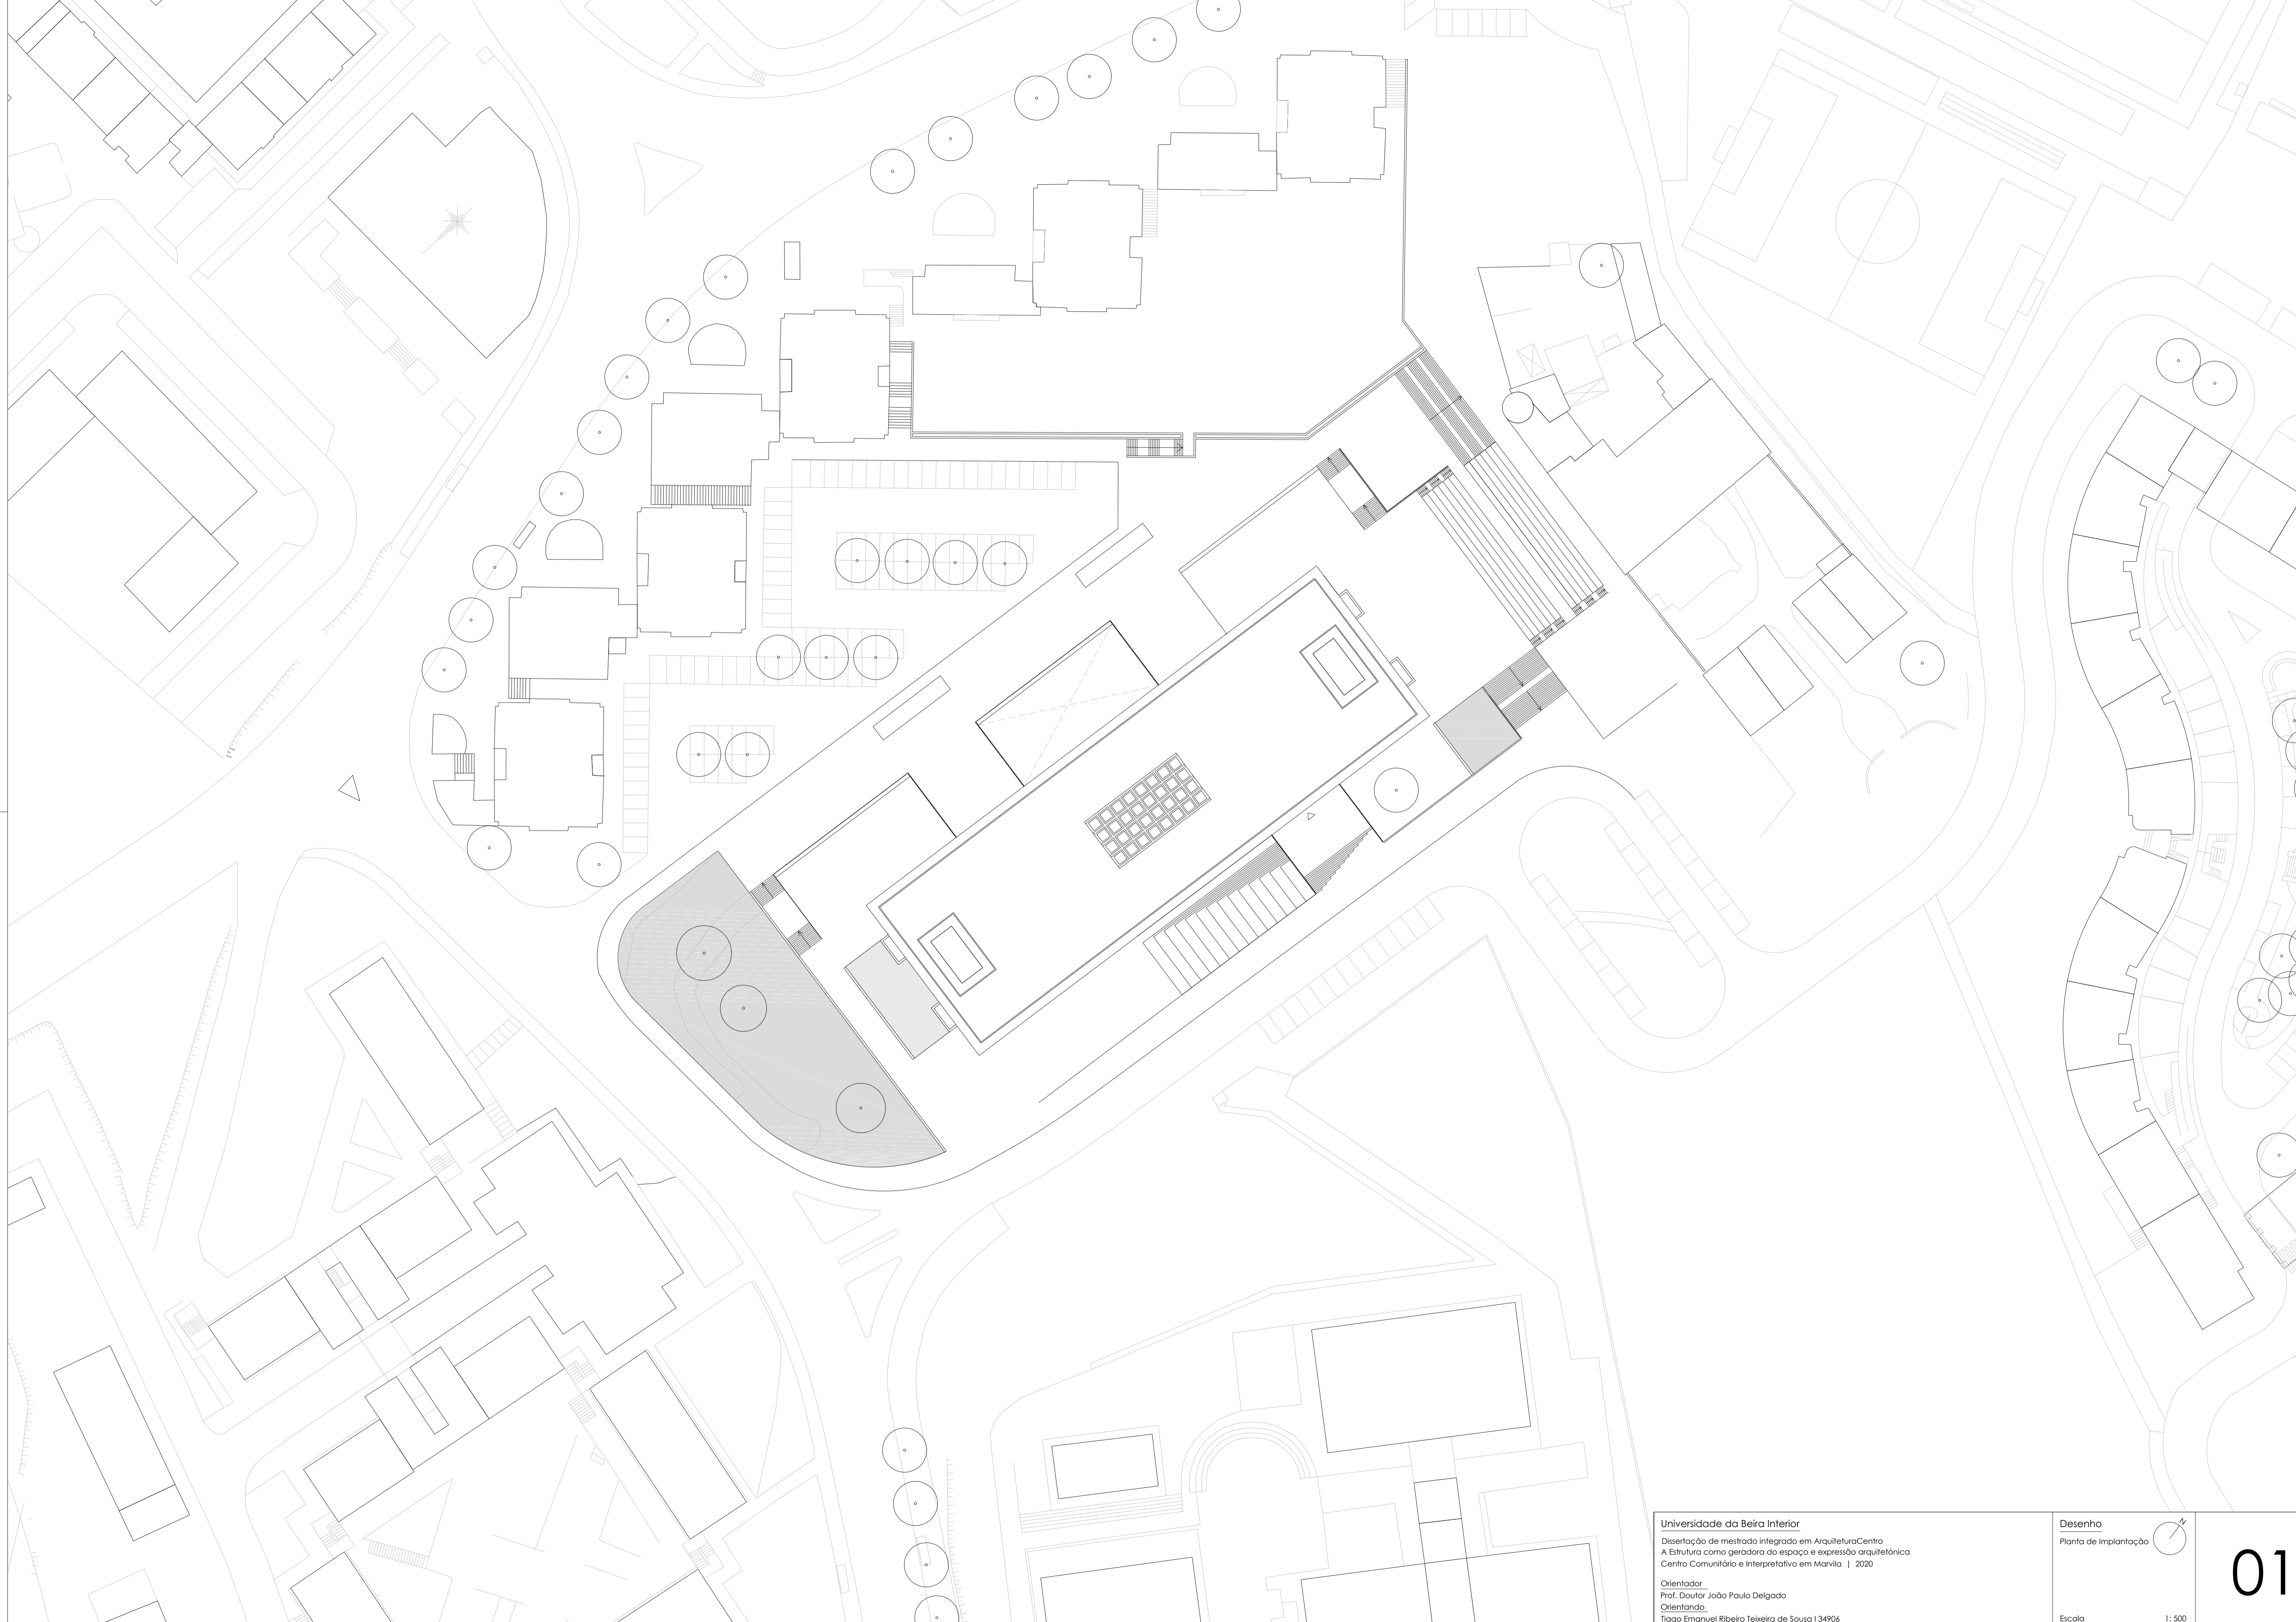 Universidade da Beira Interior
Dissertação de mestrado integrado em ArquiteturaCentro
A Estrutura como geradora do espaço e expressão arquitetónica
Centro Comunitário e Interpretativo em Marvila | 2020
Orientador
Prof. Doutor João Paulo Delgado
Orientando
Tiago Emanuel Ribeiro Teixeira de Sousa I 34906
Desenho
N
Planta de Implantação
Escala 1: 500
01